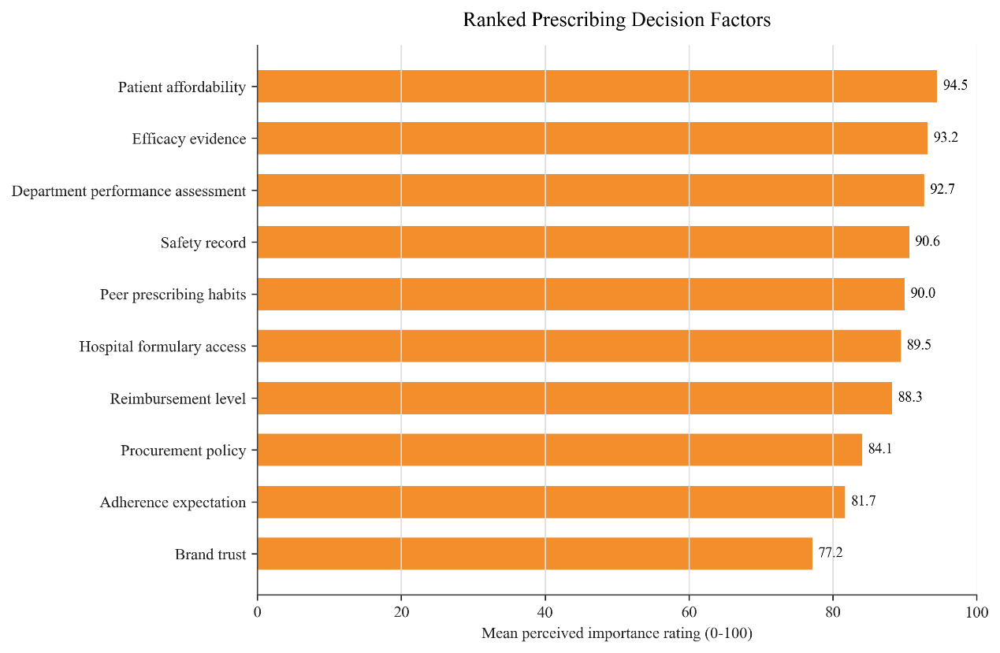 Ranked Prescribing Decision Factors
Patient affordability 94.5
Efficacy evidence 93.2
Department performance assessment 92.7
Safety record 90.6
Peer prescribing habits 90.0
Hospital formulary access 89.5
Reimbursement level 88.3
Procurement policy 84.1
Adherence expectation 81.7
Brand trust 77.2
0 20 40 60 80 100
Mean perceived importance rating (0-100)